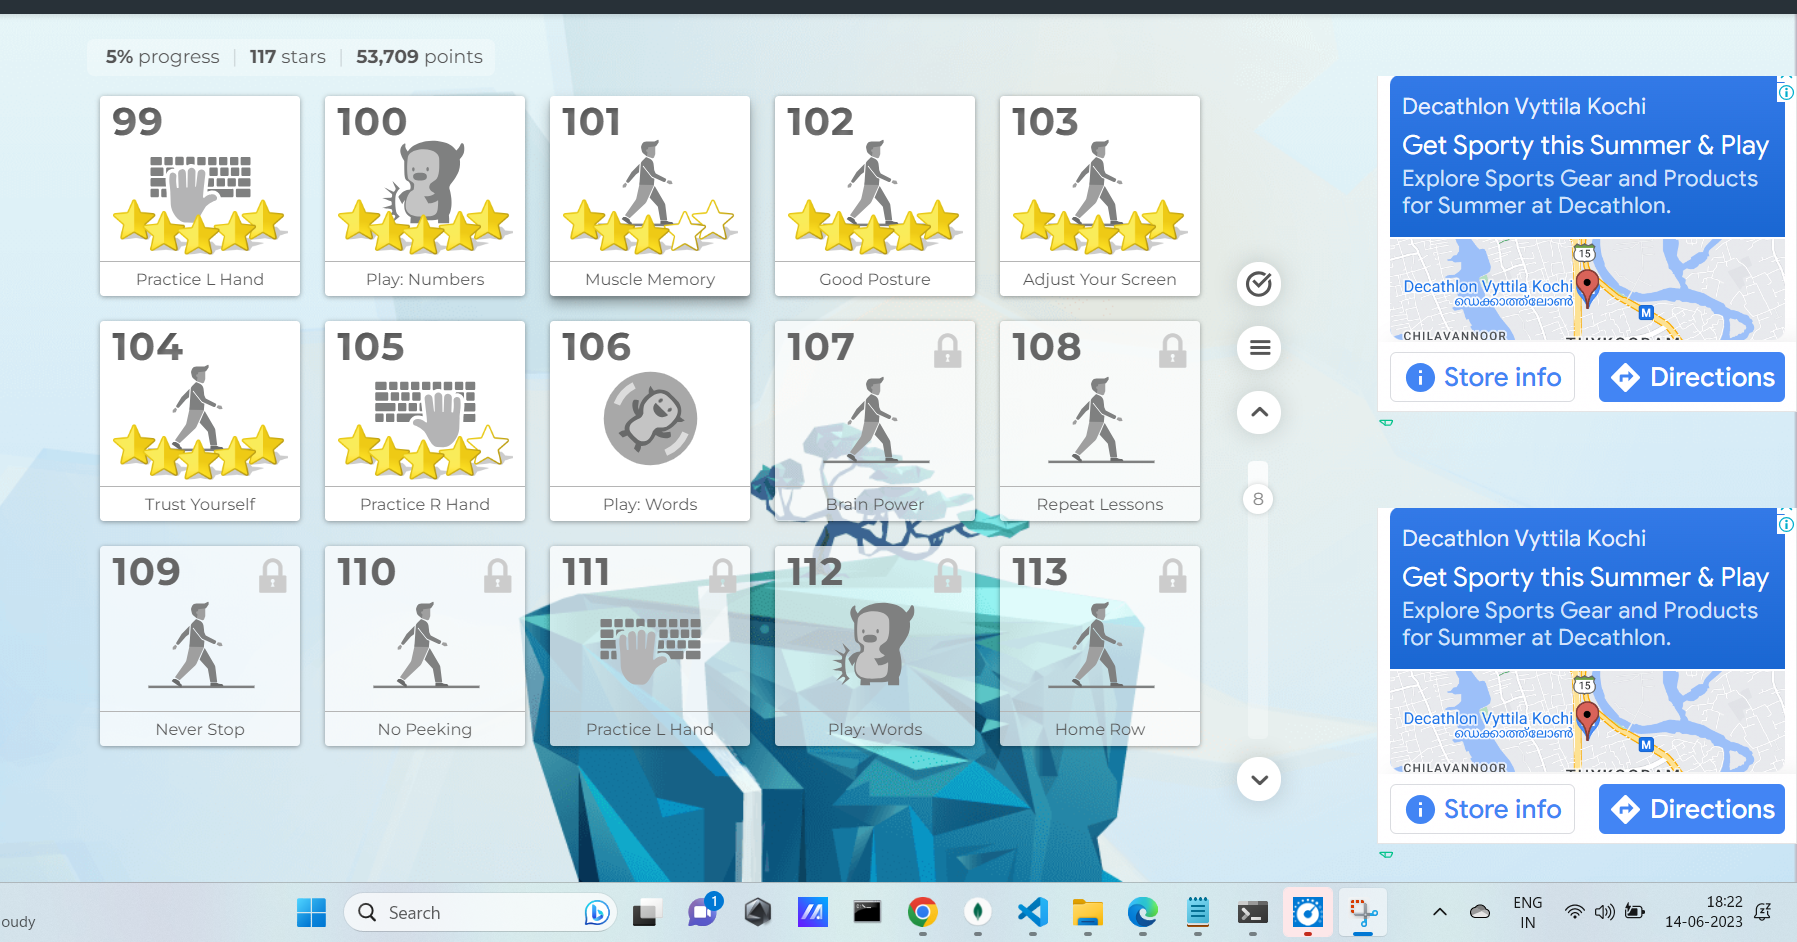 5% progress | 117 stars | 53,709 points
99
Practice L Hand
100
Play: Numbers
101
Muscle Memory
102
Good Posture
103
Adjust Your Screen
104
Trust Yourself
105
Practice R Hand
106
Play: Words
107
Brain Power
108
Repeat Lessons
109
Never Stop
110
No Peeking
111
Practice L Hand
112
Play: Words
113
Home Row
8
Decathlon Vyttila Kochi
Get Sporty this Summer & Play
Explore Sports Gear and Products
for Summer at Decathlon.
15
Decathlon Vyttila Kochi
ഡെക്കാത്ത്ലോൺ
M
CHILAVANNOOR
Store info
Directions
Decathlon Vyttila Kochi
Get Sporty this Summer & Play
Explore Sports Gear and Products
for Summer at Decathlon.
15
Decathlon Vyttila Kochi
ഡെക്കാത്ത്ലോൺ
M
CHILAVANNOOR
Store info
Directions
oudy
Search
1
ENG
IN
18:22
14-06-2023